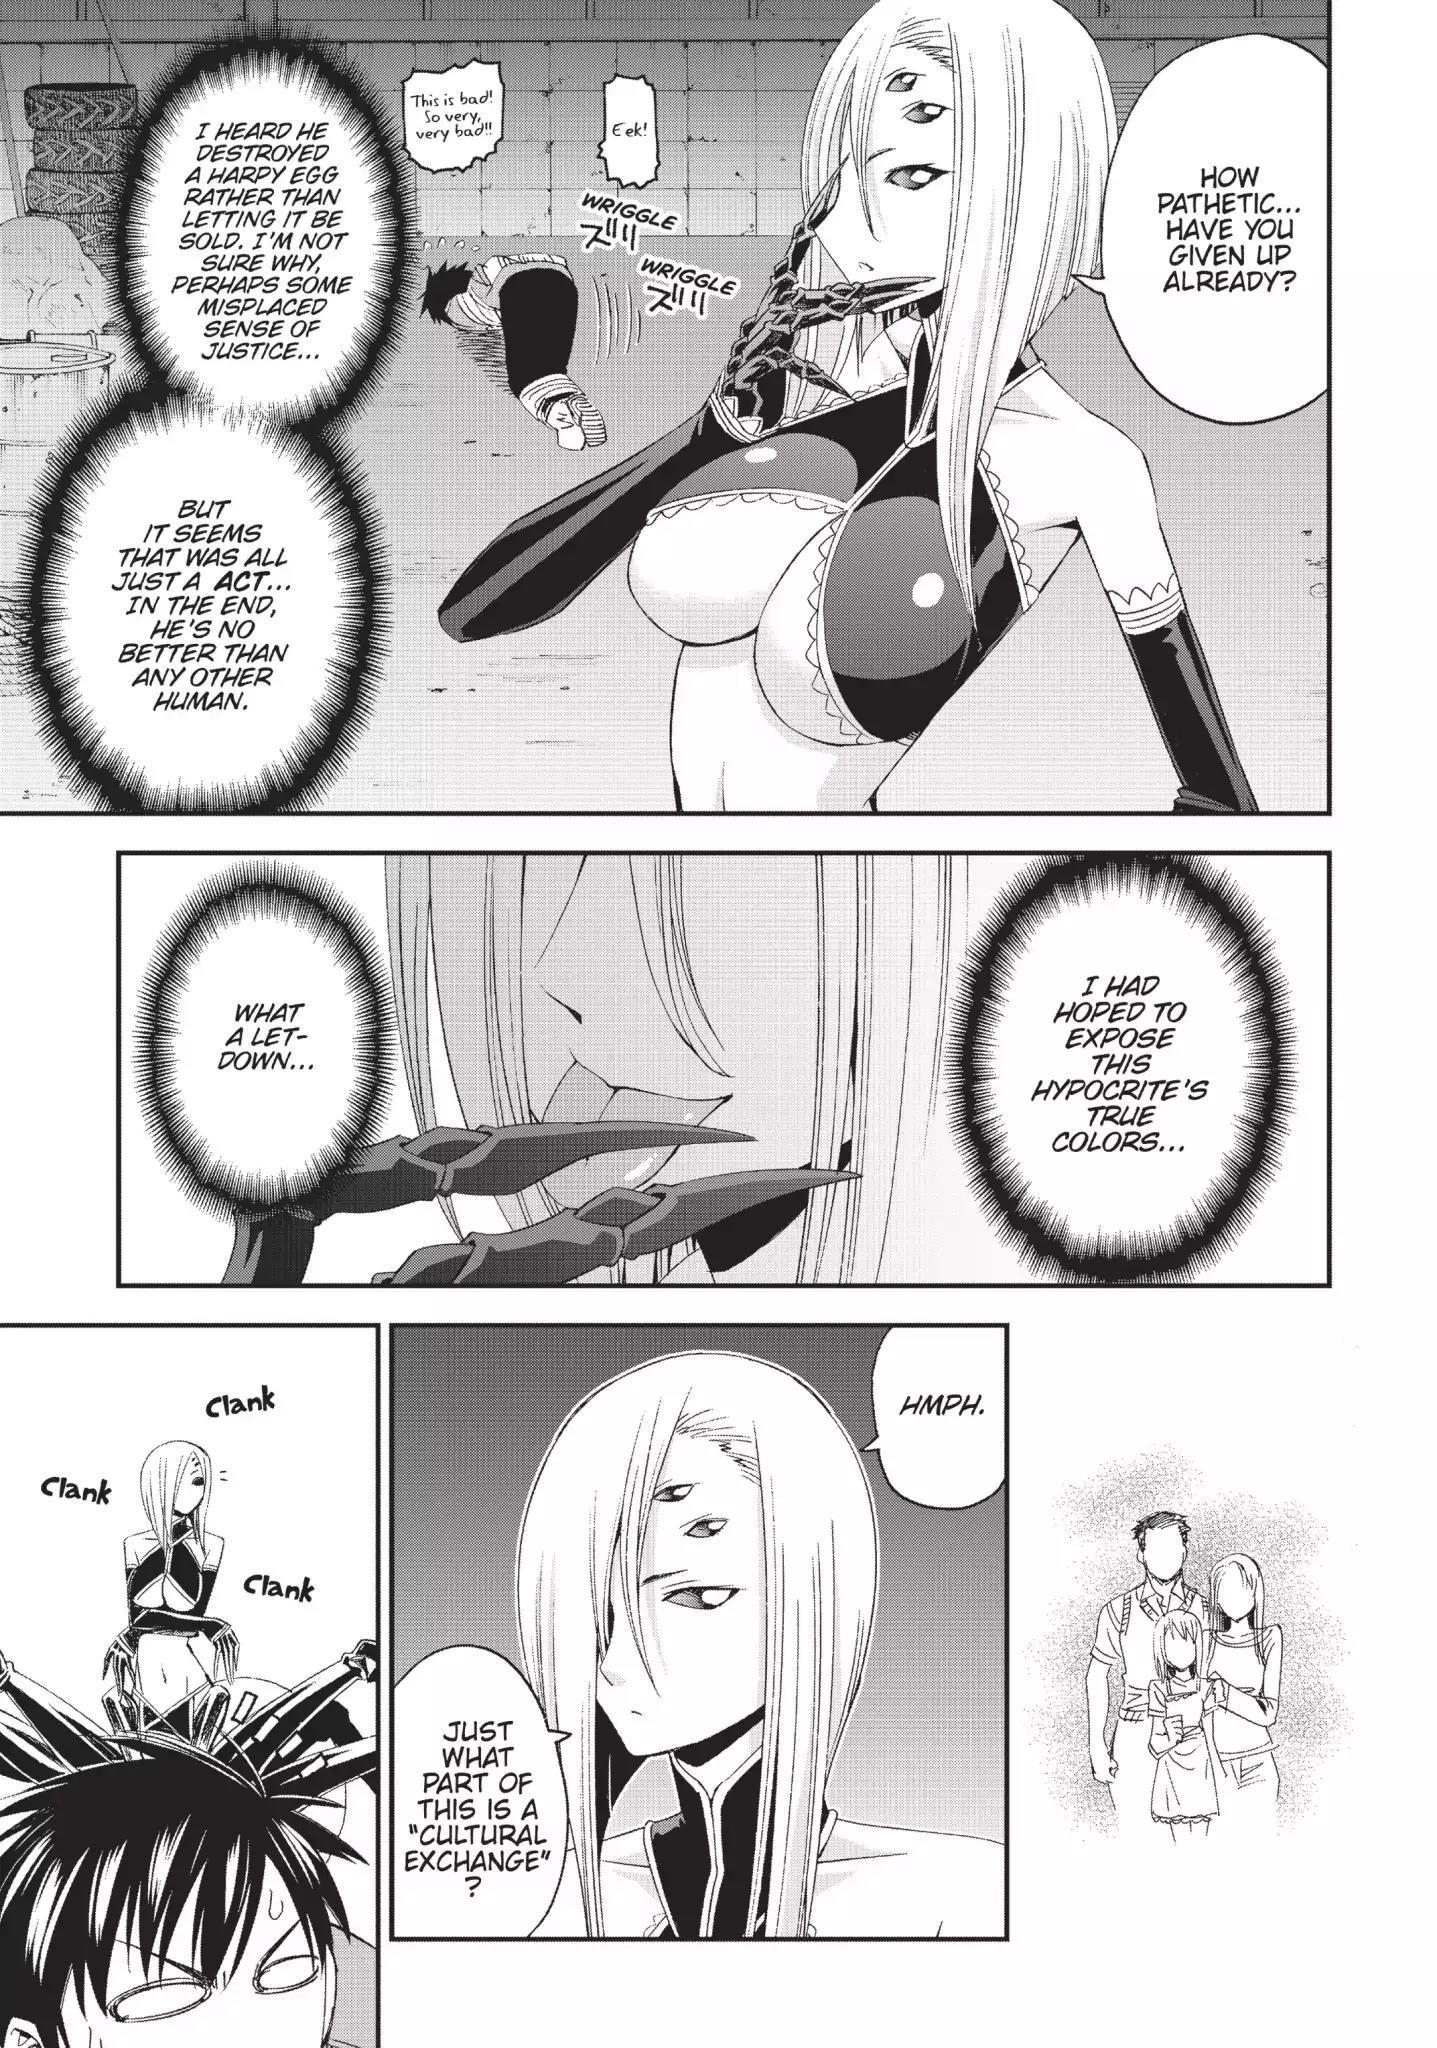 HOW
PATHETIC...
HAVE YOU
GIVEN UP
ALREADY?
Eek!
This is bad!
So very,
very bad!!
WRIGGLE
ズリ
WRIGGLE
ズリ
I HEARD HE
DESTROYED
A HARPY EGG
RATHER THAN
LETTING IT BE
SOLD. I'M NOT
SURE WHY,
PERHAPS SOME
MISPLACED
SENSE OF
JUSTICE...
BUT
IT SEEMS
THAT WAS ALL
JUST A ACT...
IN THE END,
HE'S NO
BETTER THAN
ANY OTHER
HUMAN.
I HAD
HOPED TO
EXPOSE
THIS
HYPOCRITE'S
TRUE
COLORS...
WHAT
A LET-
DOWN...
HMPH.
JUST
WHAT
PART OF
THIS IS A
"CULTURAL
EXCHANGE"
?
Clank
Clank
Clank